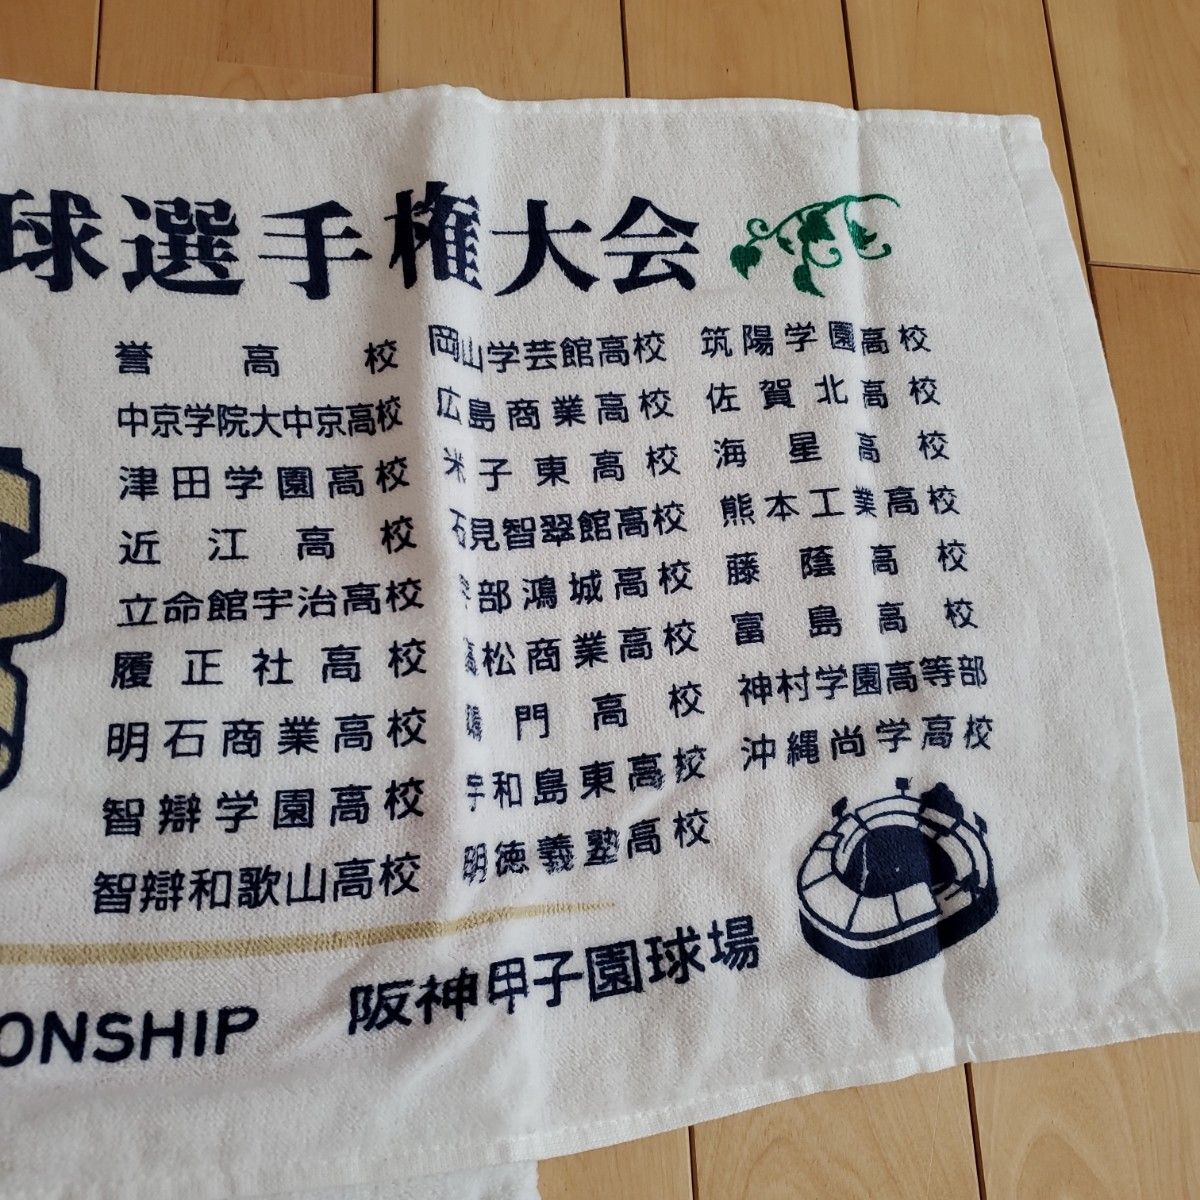 球選手権大会
誉高校
中京学院大中京高校
津田学園高校
近江高校
立命館宇治高校
履正社高校
明石商業高校
智辯学園高校
智辯和歌山高校
岡山学芸館高校
広島商業高校
米子東高校
石見智翠館高校
宇部鴻城高校
高松商業高校
鳴門高校
宇和島東高校
明徳義塾高校
筑陽学園高校
佐賀北高校
海星高校
熊本工業高校
藤蔭高校
富島高校
神村学園高等部
沖縄尚学高校
ONSHIP
阪神甲子園球場